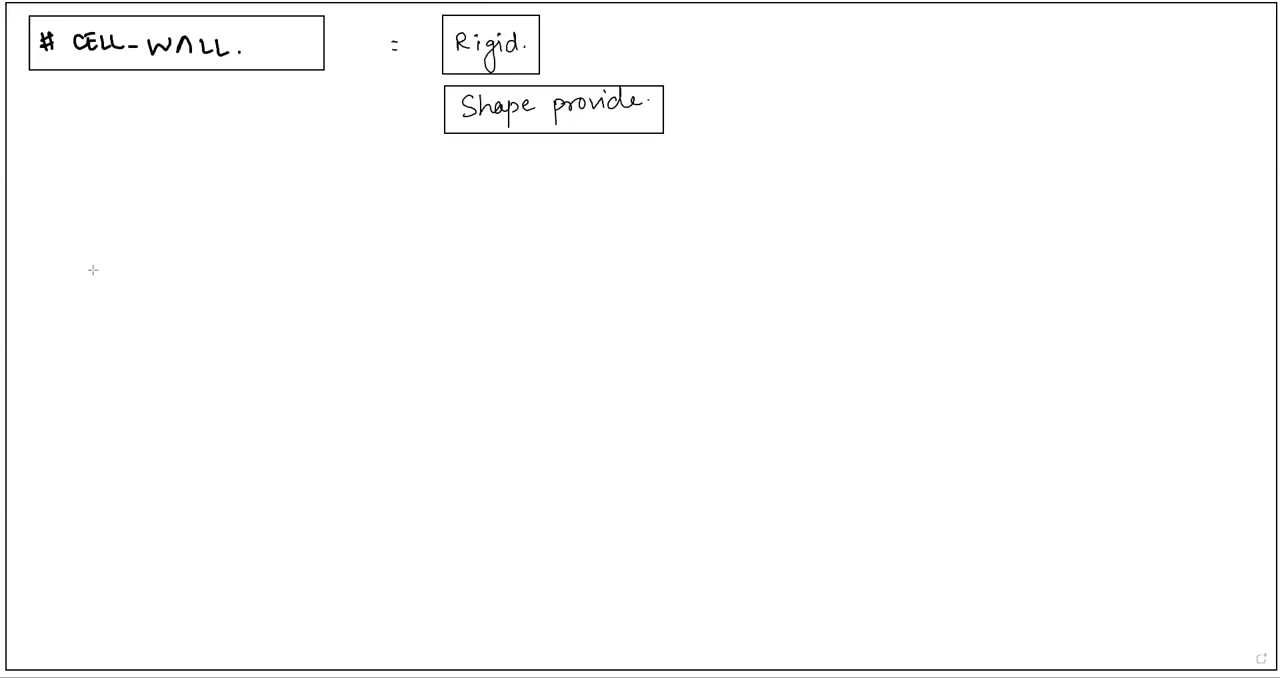 # CELL-WALL. = Rigid.
Shape provide.